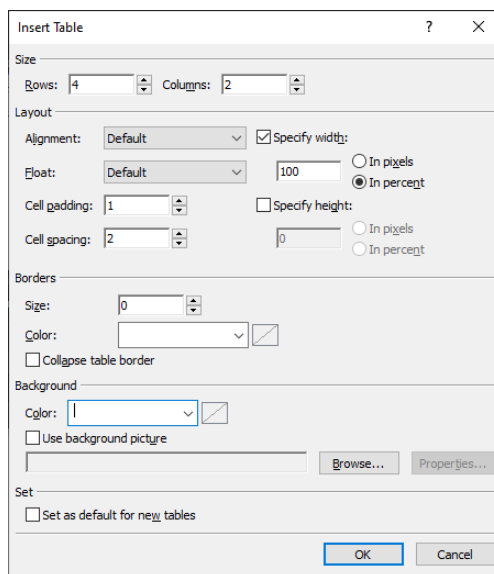 Insert Table ? ×
Size
Rows: 4 Columns: 2
Layout
Alignment: Default Specify width:
Float: Default 100 In pixels
In percent
Cell padding: 1 Specify height:
Cell spacing: 2 0 In pixels
In percent
Borders
Size: 0
Color:
Collapse table border
Background
Color:
Use background picture
Browse... Properties...
Set
Set as default for new tables
OK Cancel